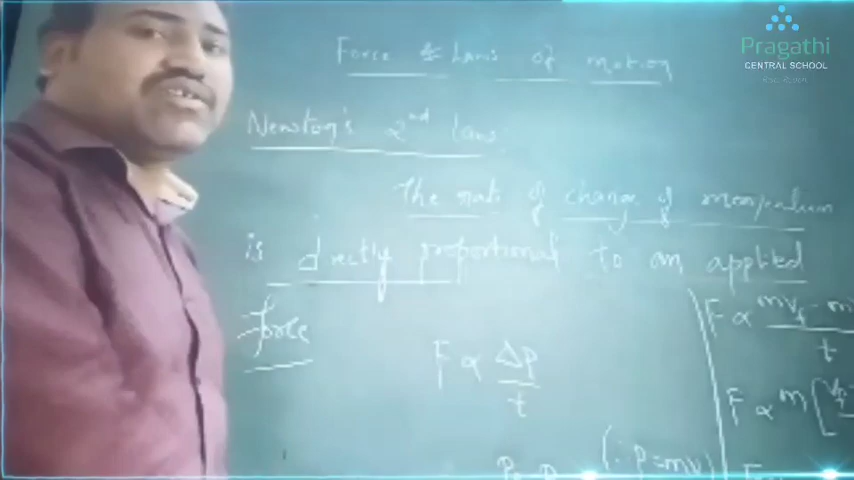 Pragathi
CENTRAL SCHOOL
Force & Laws of motion
Newton's 2nd law
The rate of change of momentum
is directly proportional to an applied
force
F ∝ Δp/t
(∵ p = mv)
F ∝ mvf - m
t
F ∝ m[